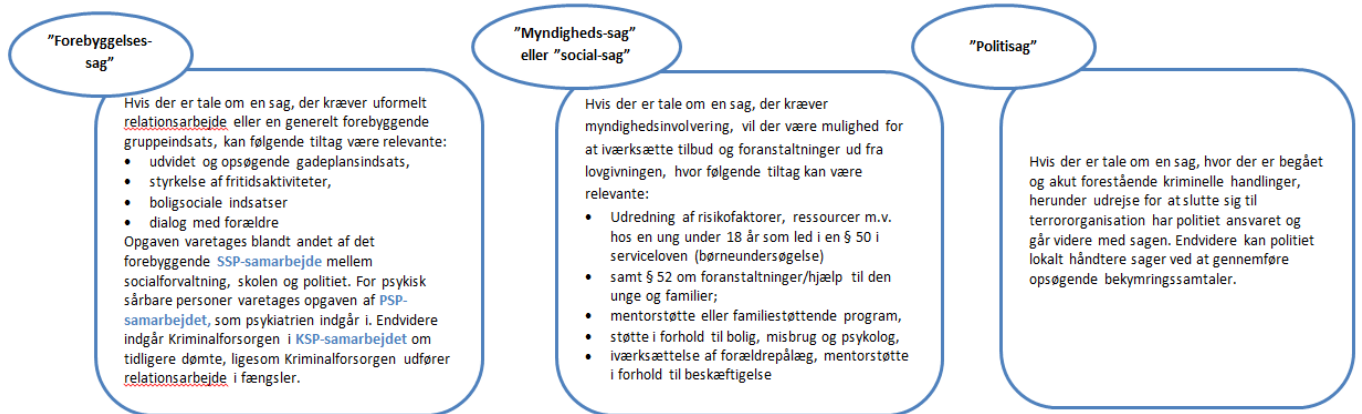 ”Forebyggelses-
sag”
Hvis der er tale om en sag, der kræver uformelt
relationsarbejde eller en generelt forebyggende
gruppeindsats, kan følgende tiltag være relevante:
• udvidet og opsøgende gadeplansindsats,
• styrkelse af fritidsaktiviteter,
• boligsociale indsatser
• dialog med forældre
Opgaven varetages blandt andet af det
forebyggende SSP-samarbejde mellem
socialforvaltning, skolen og politiet. For psykisk
sårbare personer varetages opgaven af PSP-
samarbejdet, som psykiatrien indgår i. Endvidere
indgår Kriminalforsorgen i KSP-samarbejdet om
tidligere dømte, ligesom Kriminalforsorgen udfører
relationsarbejde i fængsler.
”Myndigheds-sag”
eller ”social-sag”
Hvis der er tale om en sag, der kræver
myndighedsinvolvering, vil der være mulighed for
at iværksætte tilbud og foranstaltninger ud fra
lovgivningen, hvor følgende tiltag kan være
relevante:
• Udredning af risikofaktorer, ressourcer m.v.
hos en ung under 18 år som led i en § 50 i
serviceloven (børneundersøgelse)
• samt § 52 om foranstaltninger/hjælp til den
unge og familier;
• mentorstøtte eller familiestøttende program,
• støtte i forhold til bolig, misbrug og psykolog,
• iværksættelse af forældrepålæg, mentorstøtte
i forhold til beskæftigelse
”Politisag”
Hvis der er tale om en sag, hvor der er begået
og akut forestående kriminelle handlinger,
herunder udrejse for at slutte sig til
terrororganisation har politiet ansvaret og
går videre med sagen. Endvidere kan politiet
lokalt håndtere sager ved at gennemføre
opsøgende bekymringssamtaler.